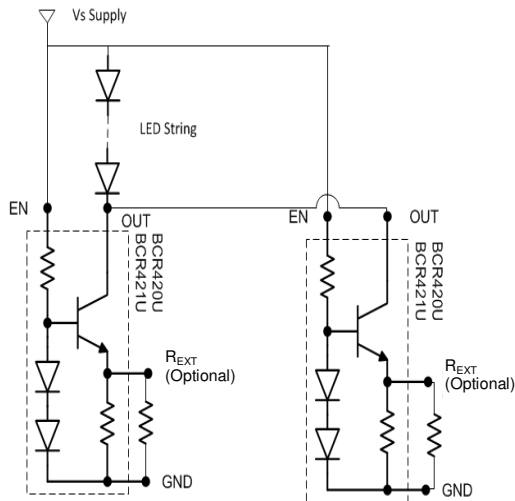 Vs Supply
LED String
EN
OUT
EN
OUT
BCR420U
BCR421U
BCR420U
BCR421U
REXT
(Optional)
REXT
(Optional)
GND
GND